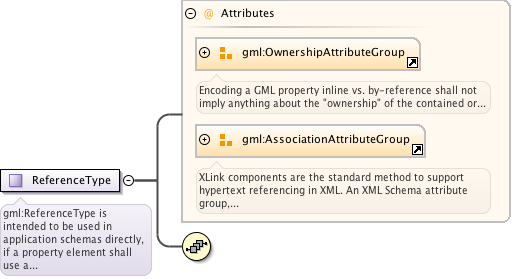 @ Attributes
gml:OwnershipAttributeGroup
Encoding a GML property inline vs. by-reference shall not
imply anything about the "ownership" of the contained or...
gml:AssociationAttributeGroup
XLink components are the standard method to support
hypertext referencing in XML. An XML Schema attribute
group,...
ReferenceType
gml:ReferenceType is
intended to be used in
application schemas directly,
if a property element shall
use a...